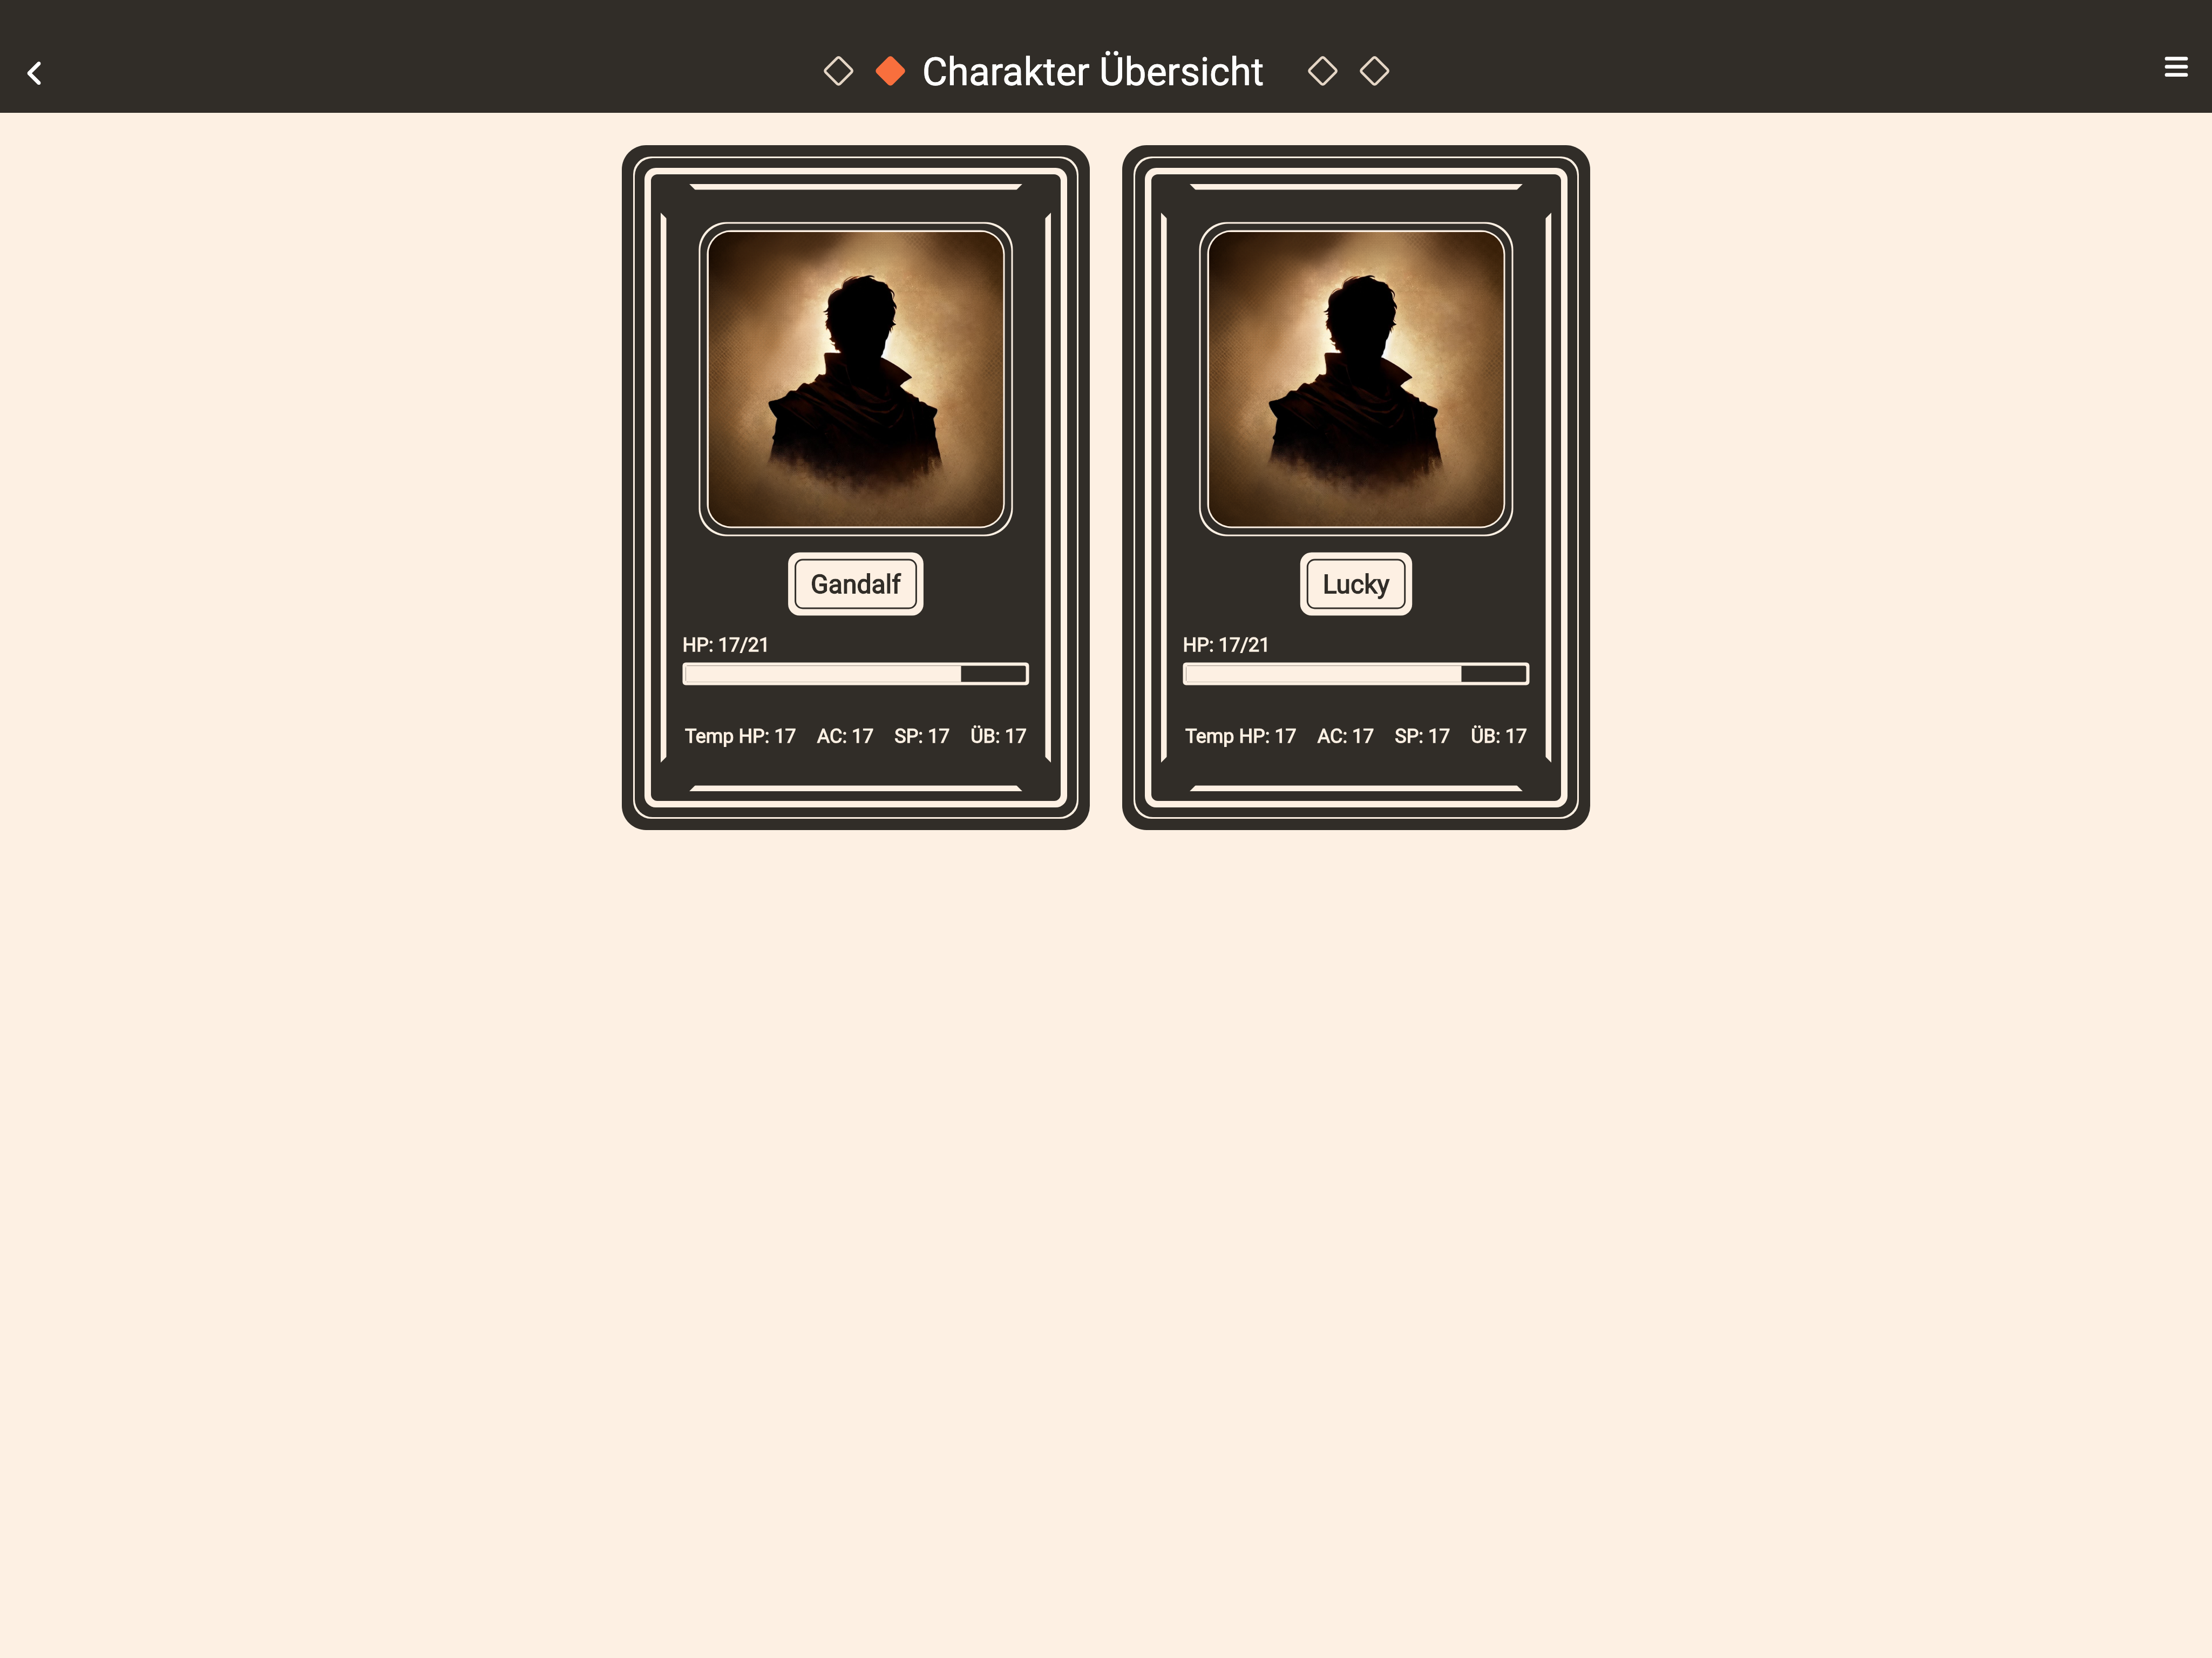 Charakter Übersicht
Gandalf
HP: 17/21
Temp HP: 17 AC: 17 SP: 17 ÜB: 17
Lucky
HP: 17/21
Temp HP: 17 AC: 17 SP: 17 ÜB: 17